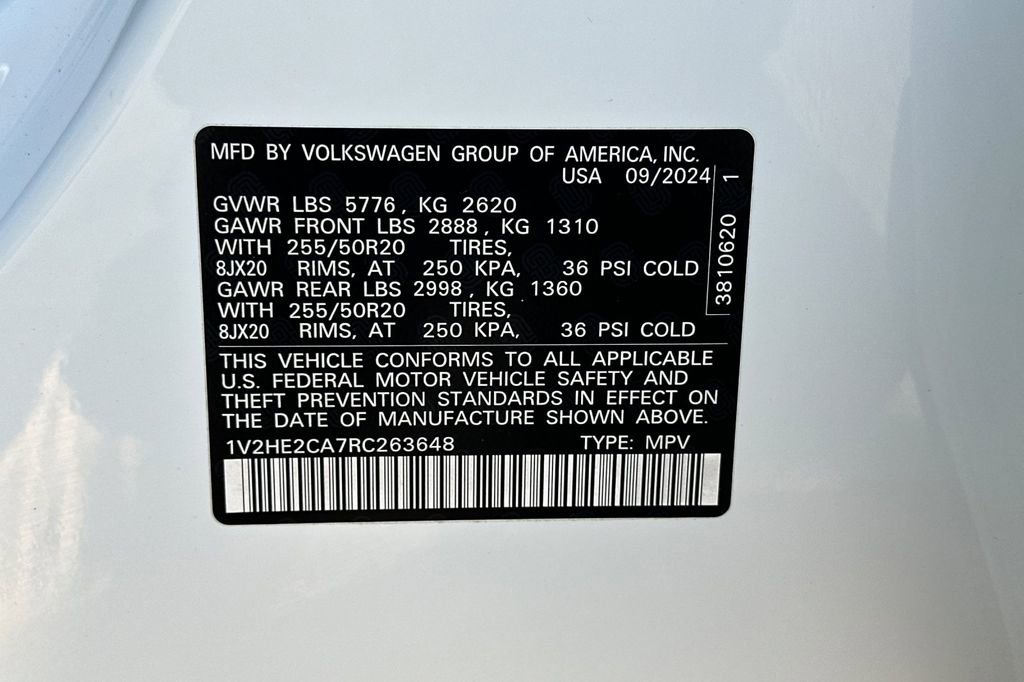 MFD BY VOLKSWAGEN GROUP OF AMERICA, INC.
USA 09/2024
GVWR LBS 5776, KG 2620
GAWR FRONT LBS 2888, KG 1310
WITH 255/50R20 TIRES,
8JX20 RIMS, AT 250 KPA, 36 PSI COLD
GAWR REAR LBS 2998, KG 1360
WITH 255/50R20 TIRES,
8JX20 RIMS, AT 250 KPA, 36 PSI COLD
3810620 1
THIS VEHICLE CONFORMS TO ALL APPLICABLE
U.S. FEDERAL MOTOR VEHICLE SAFETY AND
THEFT PREVENTION STANDARDS IN EFFECT ON
THE DATE OF MANUFACTURE SHOWN ABOVE.
1V2HE2CA7RC263648 TYPE: MPV